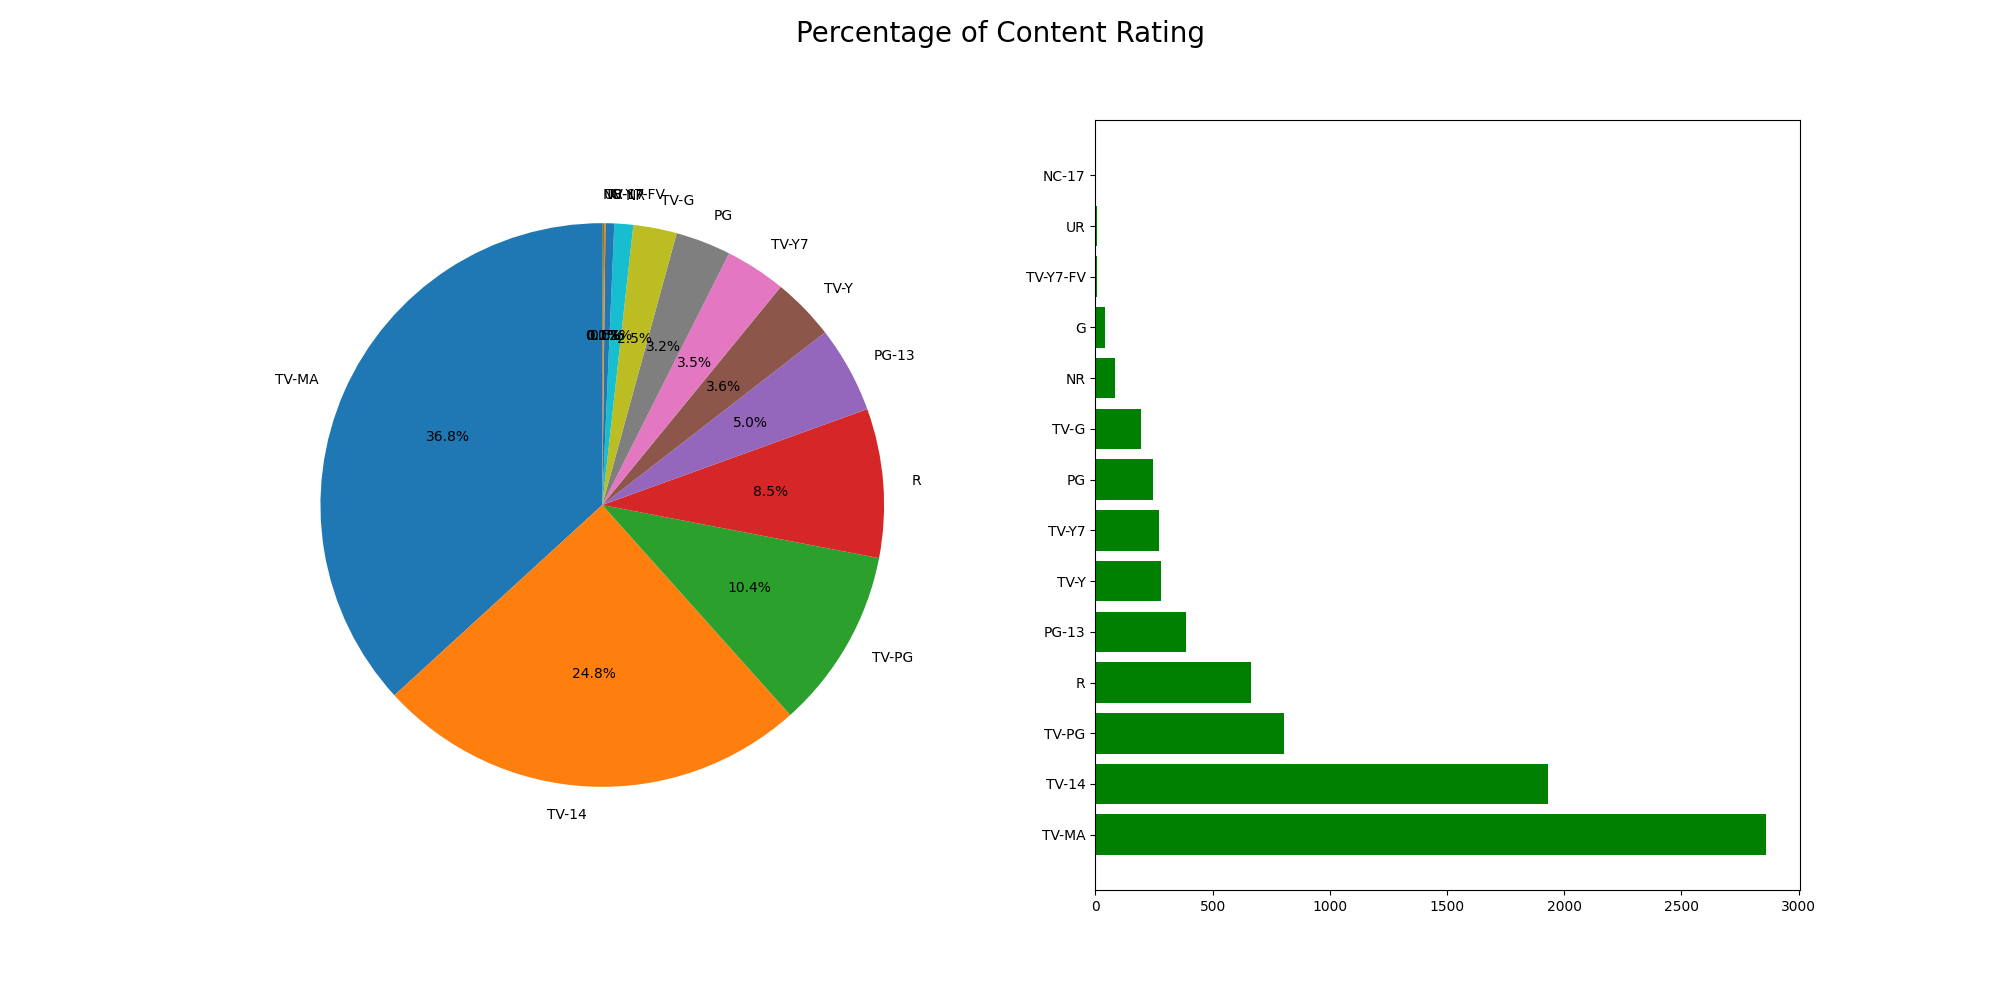 Percentage of Content Rating
TV-G
PG
TV-Y7
TV-Y
PG-13
TV-MA
R
TV-PG
TV-14
36.8%
24.8%
10.4%
8.5%
5.0%
3.6%
3.5%
3.2%
2.5%
NC-17
UR
TV-Y7-FV
G
NR
TV-G
PG
TV-Y7
TV-Y
PG-13
R
TV-PG
TV-14
TV-MA
0 500 1000 1500 2000 2500 3000